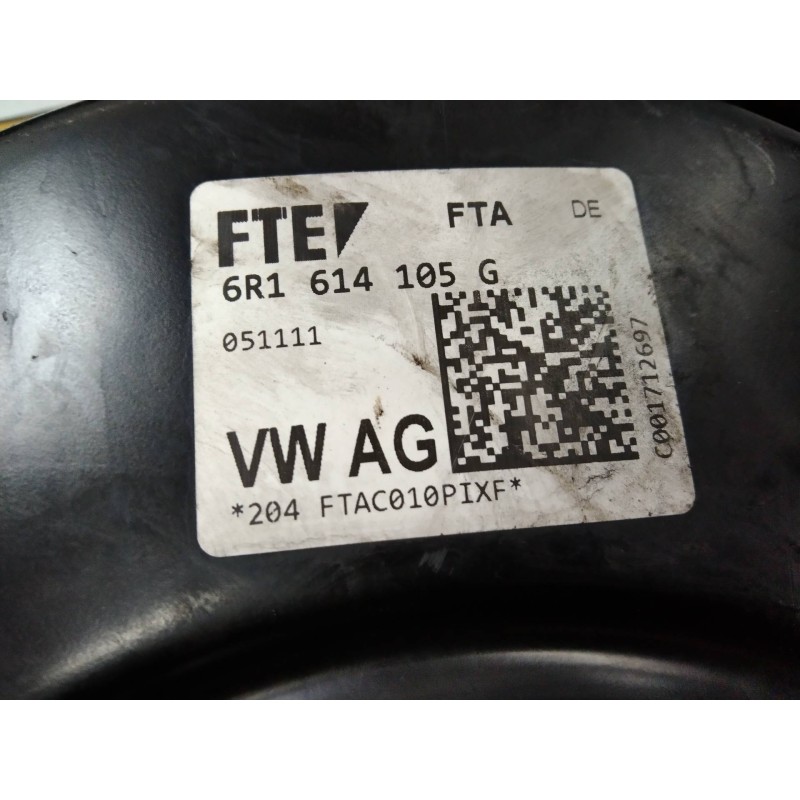 FTE FTA DE
6R1 614 105 G
051111
C001712697
VW AG
*204 FTAC010PIXF*